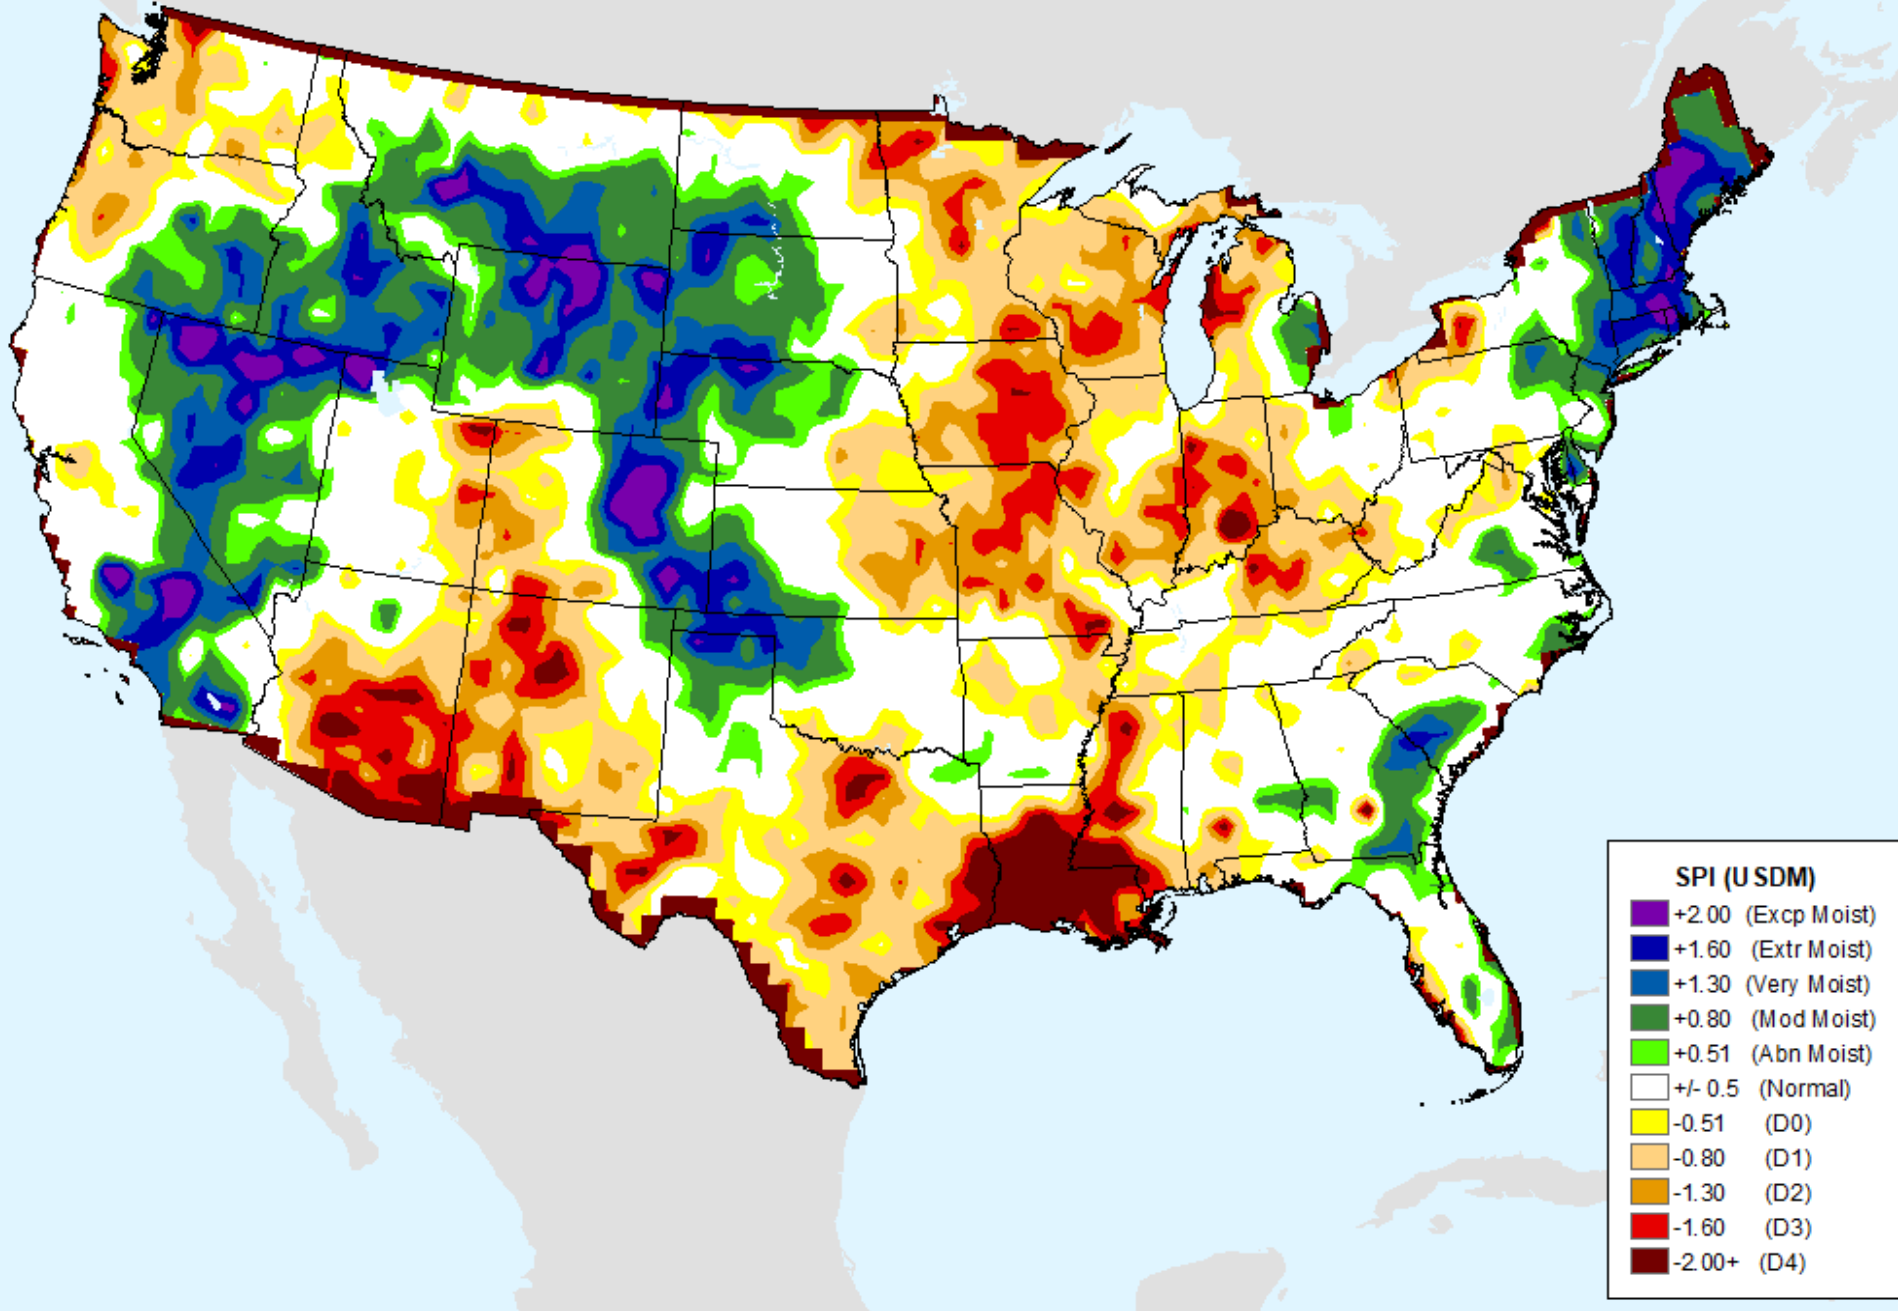 SPI (USDM)
+2.00 (Excp Moist)
+1.60 (Extr Moist)
+1.30 (Very Moist)
+0.80 (Mod Moist)
+0.51 (Abn Moist)
+/- 0.5 (Normal)
-0.51 (D0)
-0.80 (D1)
-1.30 (D2)
-1.60 (D3)
-2.00+ (D4)